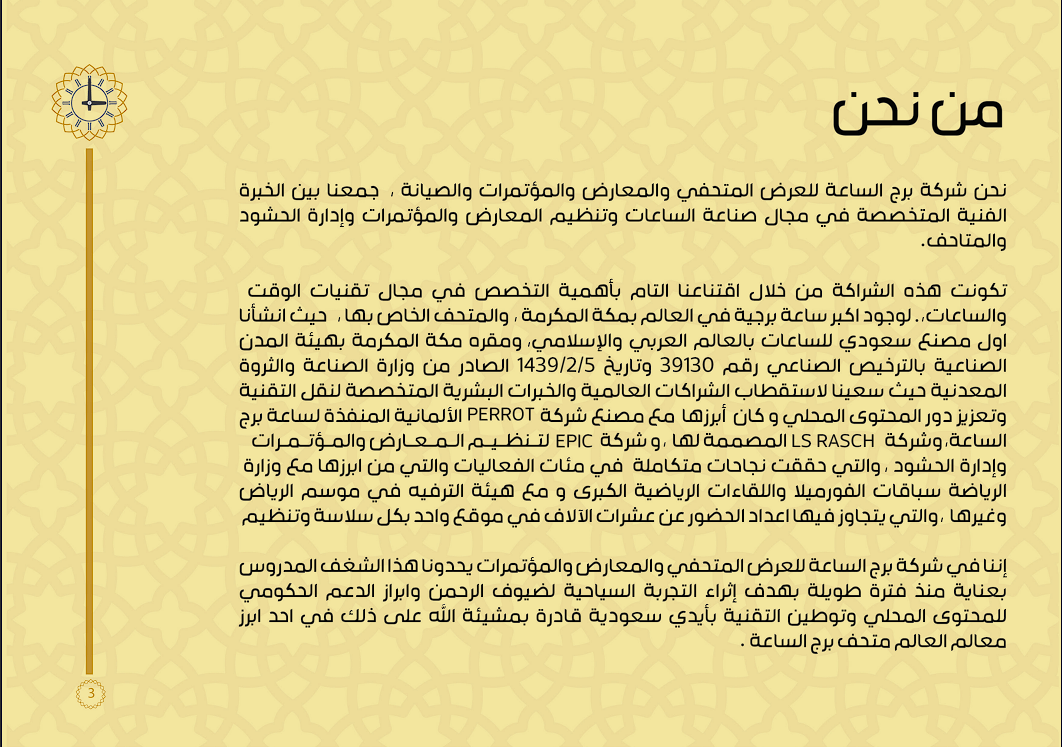 من نحن
نحن شركة برج الساعة للعرض المتحفي والمعارض والمؤتمرات والصيانة ، جمعنا بين الخبرة
الفنية المتخصصة في مجال صناعة الساعات وتنظيم المعارض والمؤتمرات وإدارة الحشود
والمتاحف.
تكونت هذه الشراكة من خلال اقتناعنا التام بأهمية التخصص في مجال تقنيات الوقت
والساعات،. لوجود اكبر ساعة برجية في العالم بمكة المكرمة ، والمتحف الخاص بها ، حيث انشأنا
اول مصنع سعودي للساعات بالعالم العربي والإسلامي، ومقره مكة المكرمة بهيئة المدن
الصناعية بالترخيص الصناعي رقم 39130 وتاريخ 1439/2/5 الصادر من وزارة الصناعة والثروة
المعدنية حيث سعينا لاستقطاب الشراكات العالمية والخبرات البشرية المتخصصة لنقل التقنية
وتعزيز دور المحتوى المحلي و كان أبرزها مع مصنع شركة PERROT الألمانية المنفذة لساعة برج
الساعة، وشركة LS RASCH المصممة لها ، و شركة EPIC لتـنـظـيـم الـمـعـارض والمـؤتـمـرات
وإدارة الحشود ، والتي حققت نجاحات متكاملة في مئات الفعاليات والتي من ابرزها مع وزارة
الرياضة سباقات الفورميلا واللقاءات الرياضية الكبرى و مع هيئة الترفيه في موسم الرياض
وغيرها ، والتي يتجاوز فيها اعداد الحضور عن عشرات الآلاف في موقع واحد بكل سلاسة وتنظيم
إننا في شركة برج الساعة للعرض المتحفي والمعارض والمؤتمرات يحدونا هذا الشغف المدروس
بعناية منذ فترة طويلة بهدف إثراء التجربة السياحية لضيوف الرحمن وابراز الدعم الحكومي
للمحتوى المحلي وتوطين التقنية بأيدي سعودية قادرة بمشيئة الله على ذلك في احد ابرز
معالم العالم متحف برج الساعة .
3